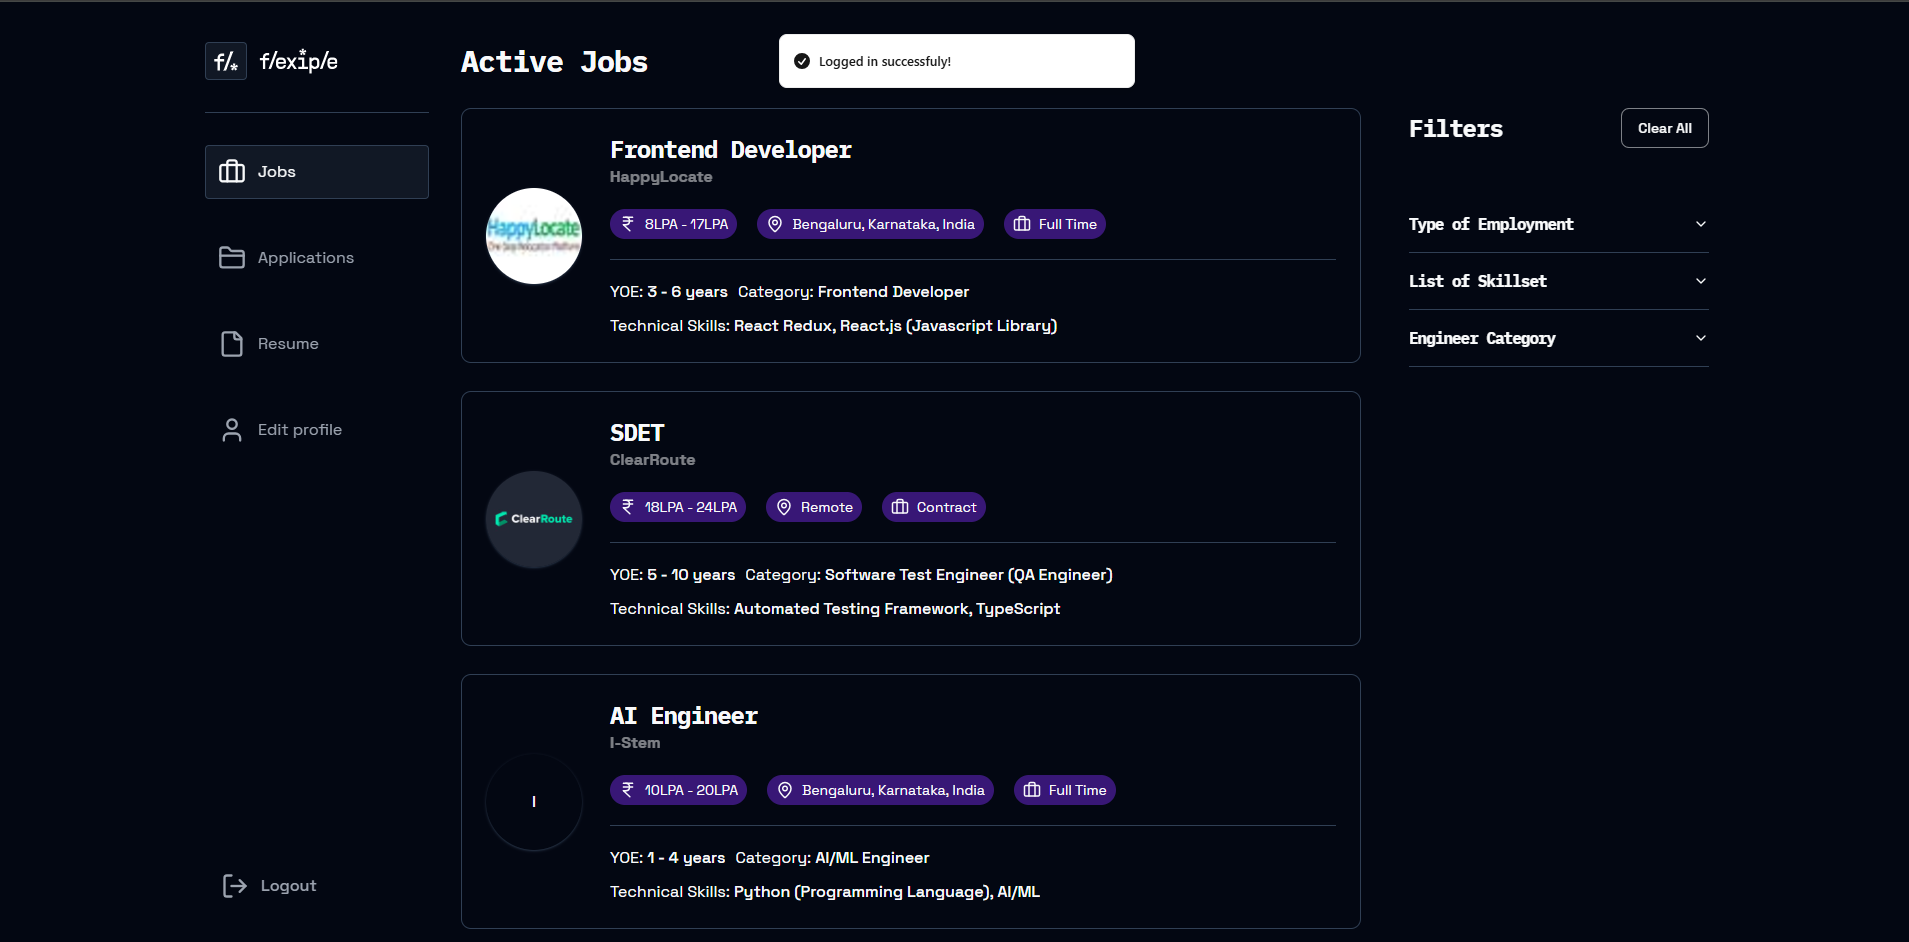 f/*
f/exip/e
Active Jobs
Logged in successfuly!
Jobs
Applications
Resume
Edit profile
Logout
Frontend Developer
HappyLocate
HappyLocate
8LPA - 17LPA
Bengaluru, Karnataka, India
Full Time
YOE: 3 - 6 years Category: Frontend Developer
Technical Skills: React Redux, React.js (Javascript Library)
SDET
ClearRoute
ClearRoute
₹ 18LPA - 24LPA
Remote
Contract
YOE: 5 - 10 years Category: Software Test Engineer (QA Engineer)
Technical Skills: Automated Testing Framework, TypeScript
AI Engineer
I-Stem
I
₹ 10LPA - 20LPA
Bengaluru, Karnataka, India
Full Time
YOE: 1 - 4 years Category: AI/ML Engineer
Technical Skills: Python (Programming Language), AI/ML
Filters
Clear All
Type of Employment
List of Skillset
Engineer Category